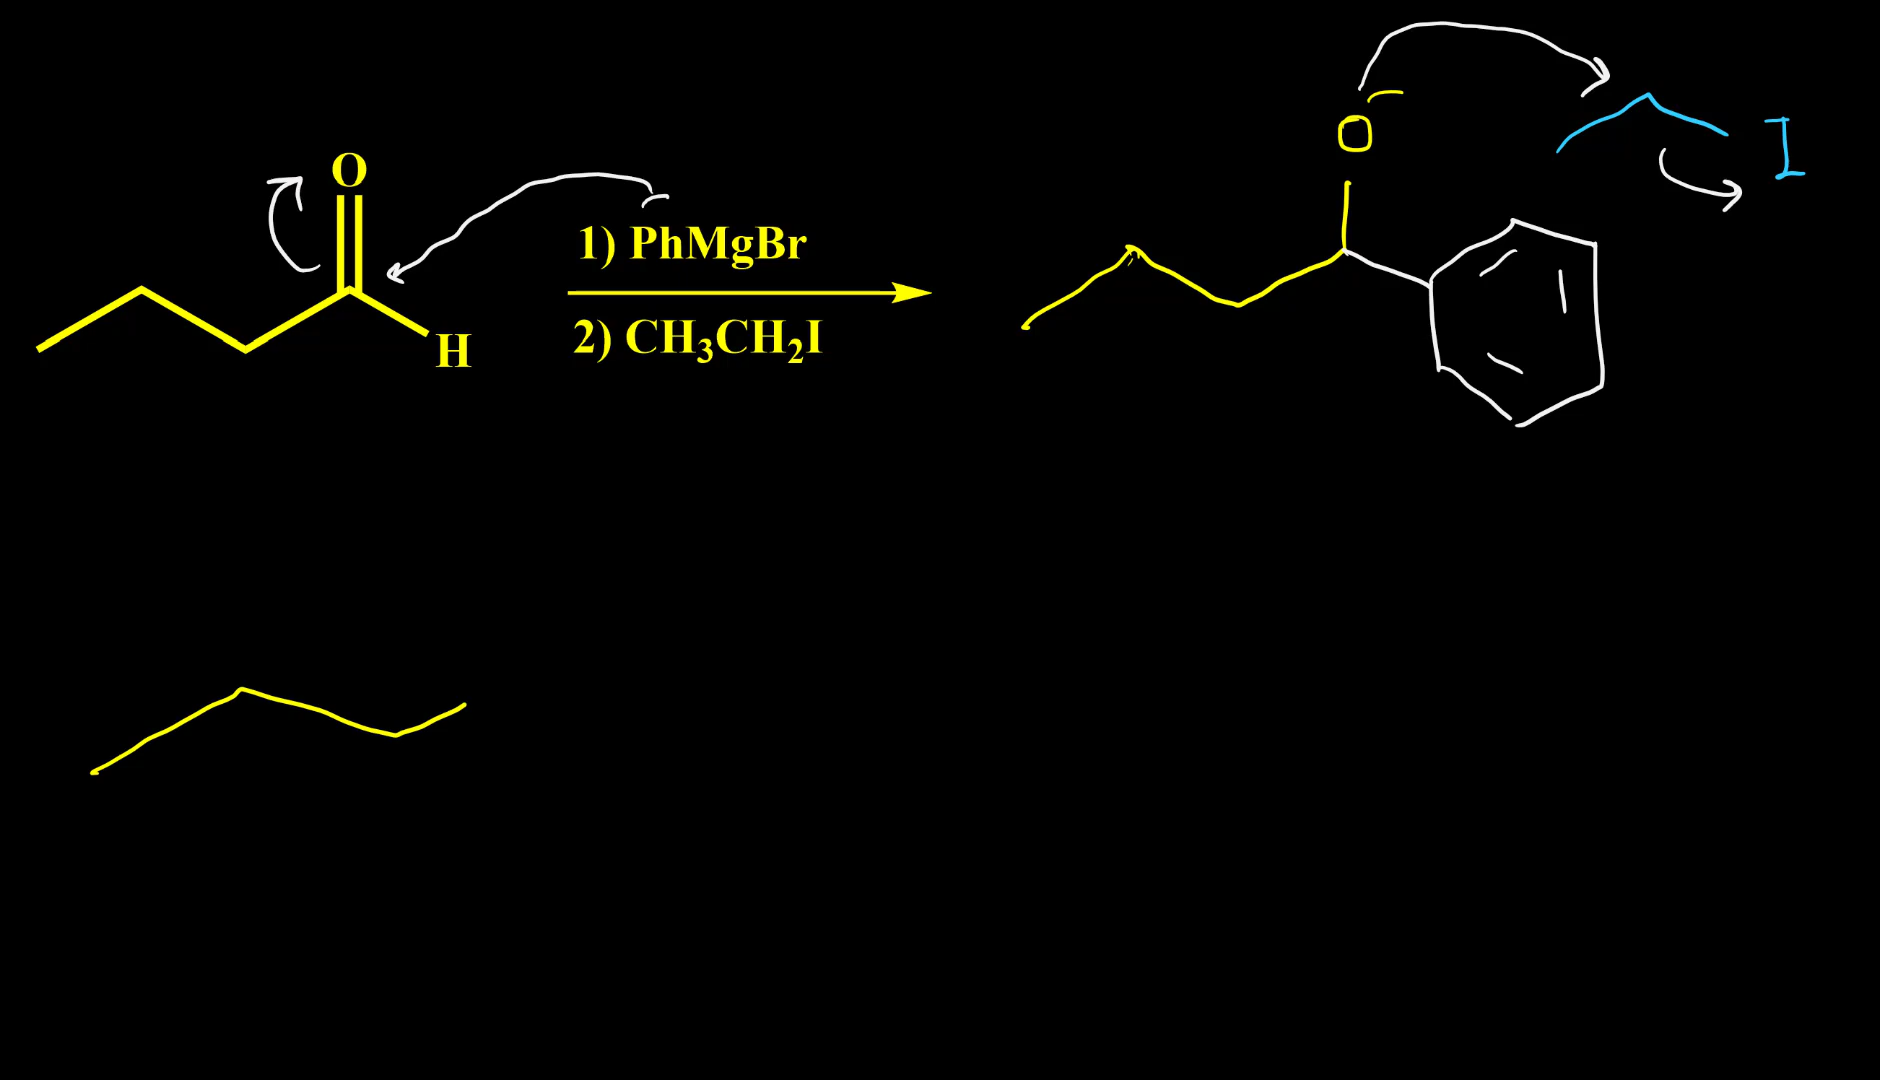 O
H
1) PhMgBr
2) CH₃CH₂I
O⁻
I